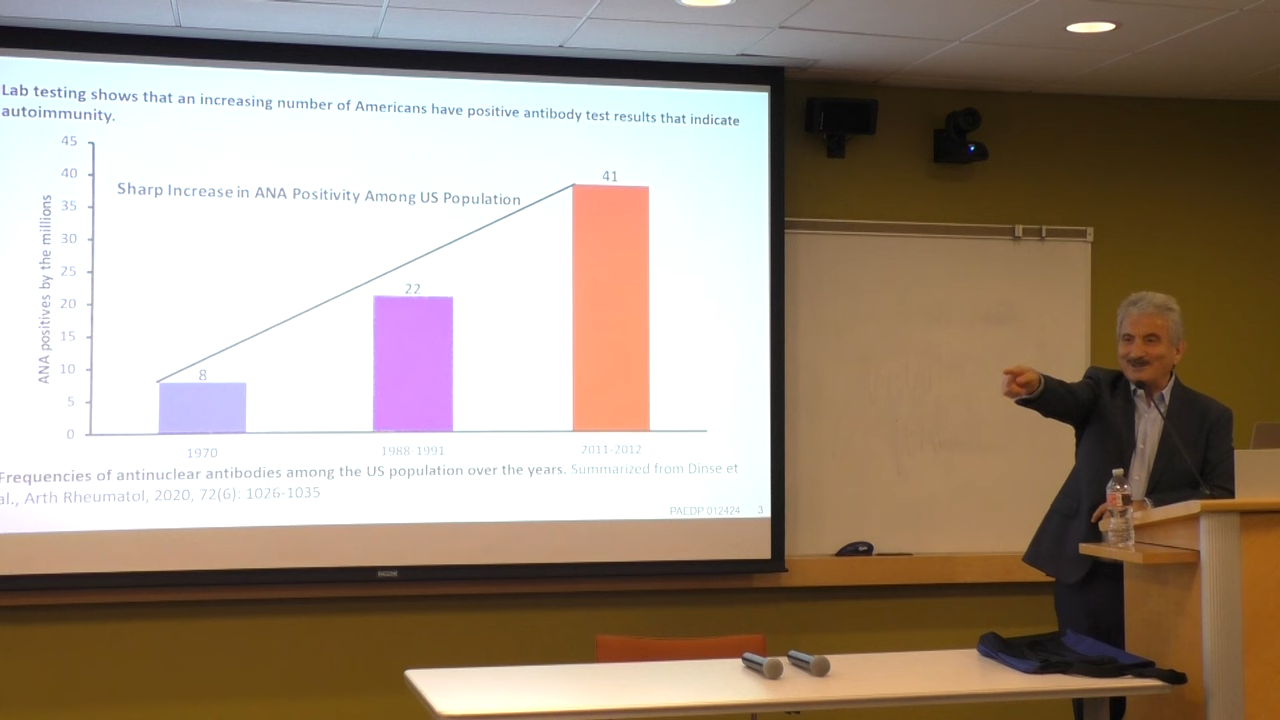 Lab testing shows that an increasing number of Americans have positive antibody test results that indicate
autoimmunity.
45
40
35
30
25
20
15
10
5
0
ANA positives by the millions
Sharp Increase in ANA Positivity Among US Population
8
22
41
1970
1988-1991
2011-2012
Frequencies of antinuclear antibodies among the US population over the years. Summarized from Dinse et
al., Arth Rheumatol, 2020, 72(6): 1026-1035
PAEDP 012424 3